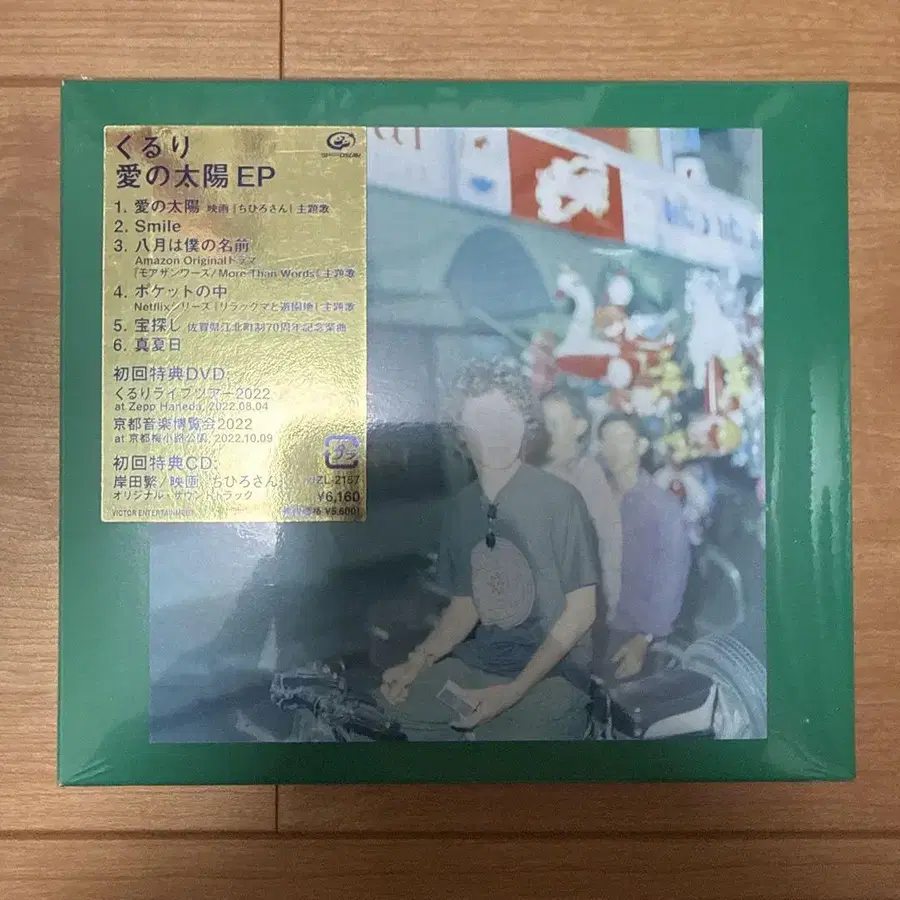 くるり
愛の太陽 EP
1. 愛の太陽 映画『ちひろさん』主題歌
2. Smile
3. 八月は僕の名前
Amazon Originalドラマ
『モアザンワーズ/More Than Words』主題歌
4. ポケットの中
Netflixシリーズ『リラックマと遊園地』主題歌
5. 宝探し 佐賀県江北町制70周年記念楽曲
6. 真夏日
初回特典DVD:
くるりライブツアー2022
at Zepp Haneda, 2022.08.04
京都音楽博覧会2022
at 京都梅小路公園, 2022.10.09
初回特典CD:
岸田繁/映画『ちひろさん』
オリジナル・サウンドトラック
プラ
ZL-2157
¥6,160
VICTOR ENTERTAINMENT
¥5,600